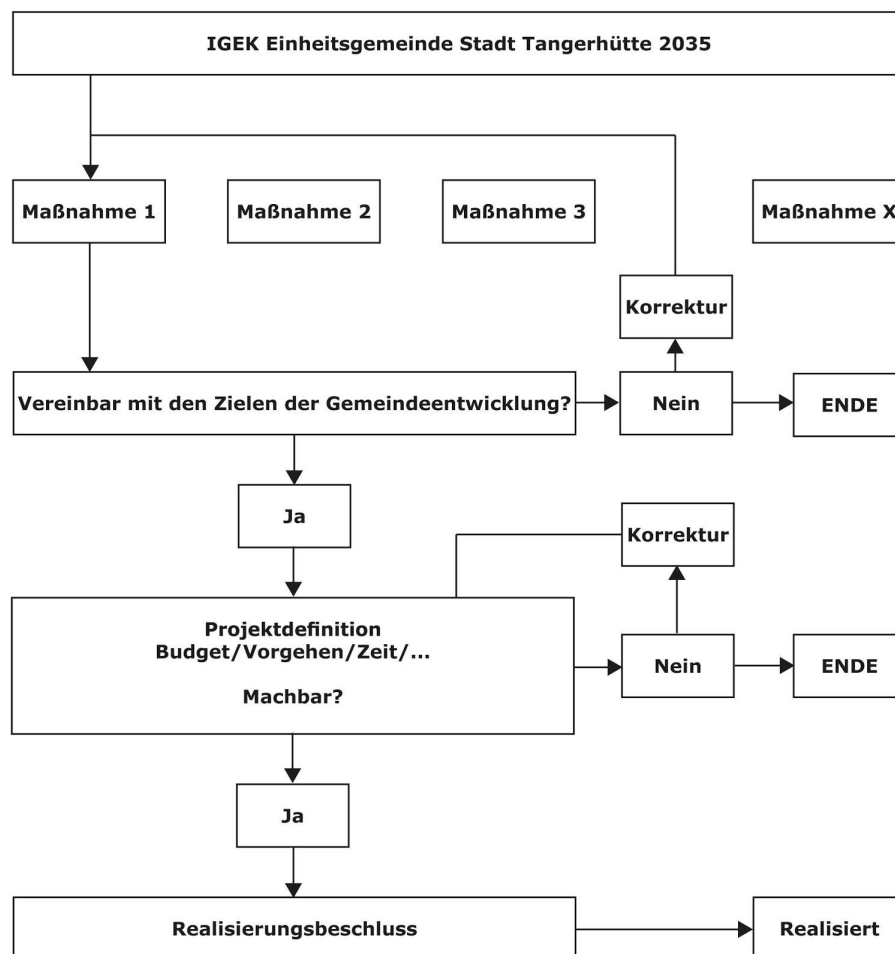 IGEK Einheitsgemeinde Stadt Tangerhütte 2035
Maßnahme 1
Maßnahme 2
Maßnahme 3
Maßnahme X
Korrektur
Vereinbar mit den Zielen der Gemeindeentwicklung?
Nein
ENDE
Ja
Korrektur
Projektdefinition
Budget/Vorgehen/Zeit/...
Machbar?
Nein
ENDE
Ja
Realisierungsbeschluss
Realisiert